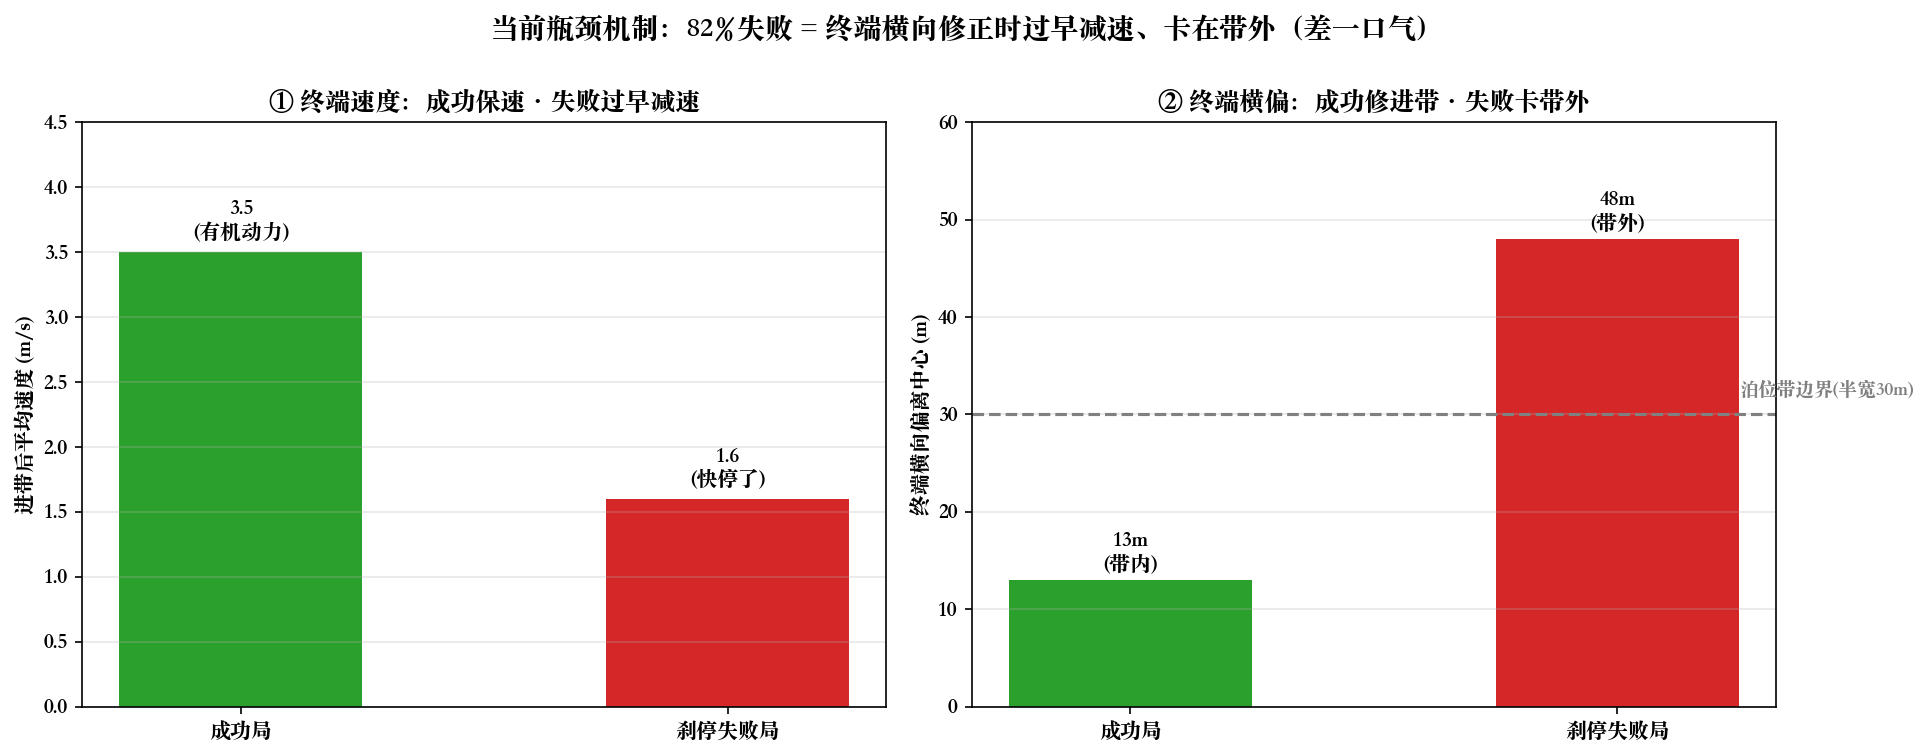 当前瓶颈机制：82%失败 = 终端横向修正时过早减速、卡在带外（差一口气）
① 终端速度：成功保速 · 失败过早减速
进带后平均速度 (m/s)
4.5
4.0
3.5
3.0
2.5
2.0
1.5
1.0
0.5
0.0
3.5
(有机动力)
1.6
(快停了)
成功局
刹停失败局
② 终端横偏：成功修进带 · 失败卡带外
终端横向偏离中心 (m)
60
50
40
30
20
10
0
48m
(带外)
泊位带边界(半宽30m)
13m
(带内)
成功局
刹停失败局